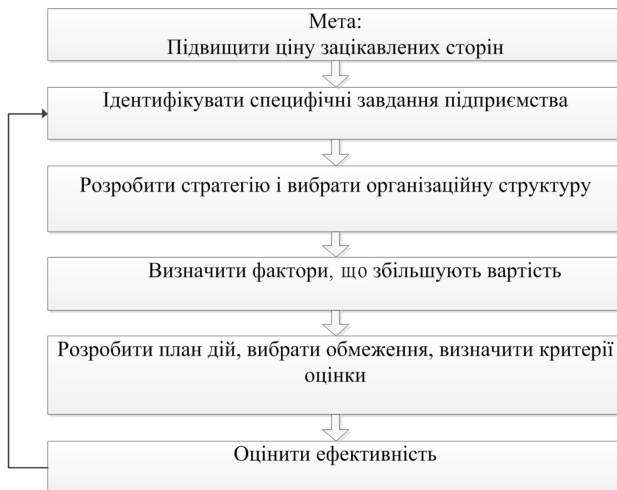 Мета:
Підвищити ціну зацікавлених сторін
Ідентифікувати специфічні завдання підприємства
Розробити стратегію і вибрати організаційну структуру
Визначити фактори, що збільшують вартість
Розробити план дій, вибрати обмеження, визначити критерії
оцінки
Оцінити ефективність